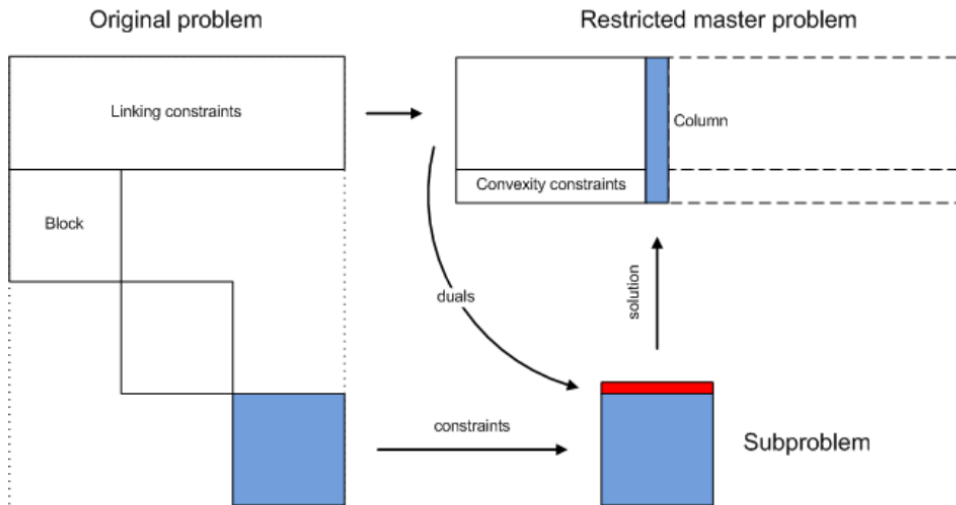 Original problem
Restricted master problem
Linking constraints
Column
Convexity constraints
Block
duals
solution
constraints
Subproblem